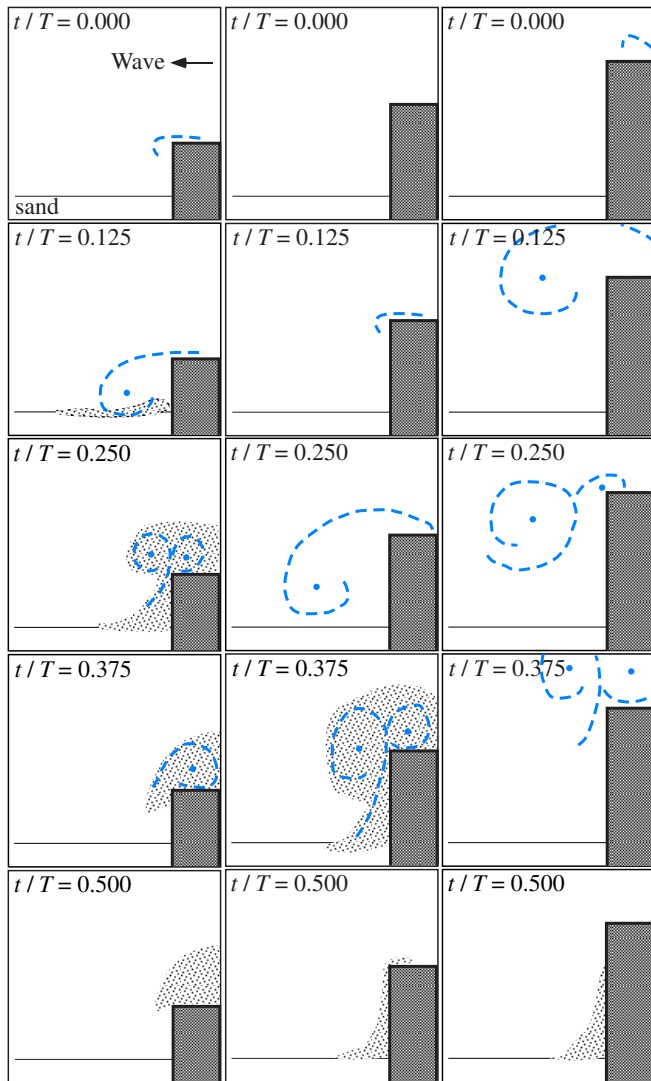 t / T = 0.000 t / T = 0.000 t / T = 0.000
Wave
sand
t / T = 0.125 t / T = 0.125 t / T = 0.125
t / T = 0.250 t / T = 0.250 t / T = 0.250
t / T = 0.375 t / T = 0.375 t / T = 0.375
t / T = 0.500 t / T = 0.500 t / T = 0.500